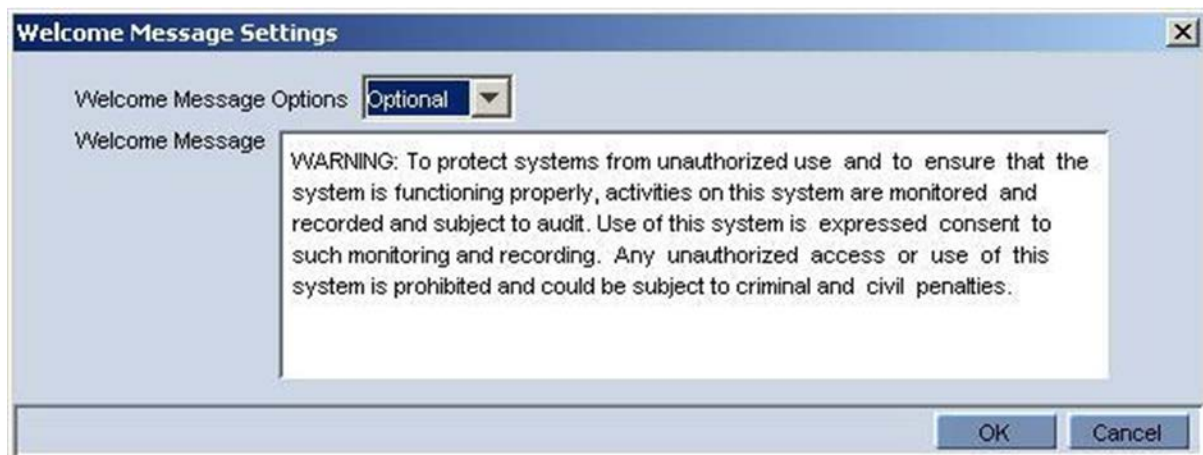 Welcome Message Settings
Welcome Message Options Optional
Welcome Message
WARNING: To protect systems from unauthorized use and to ensure that the
system is functioning properly, activities on this system are monitored and
recorded and subject to audit. Use of this system is expressed consent to
such monitoring and recording. Any unauthorized access or use of this
system is prohibited and could be subject to criminal and civil penalties.
OK Cancel